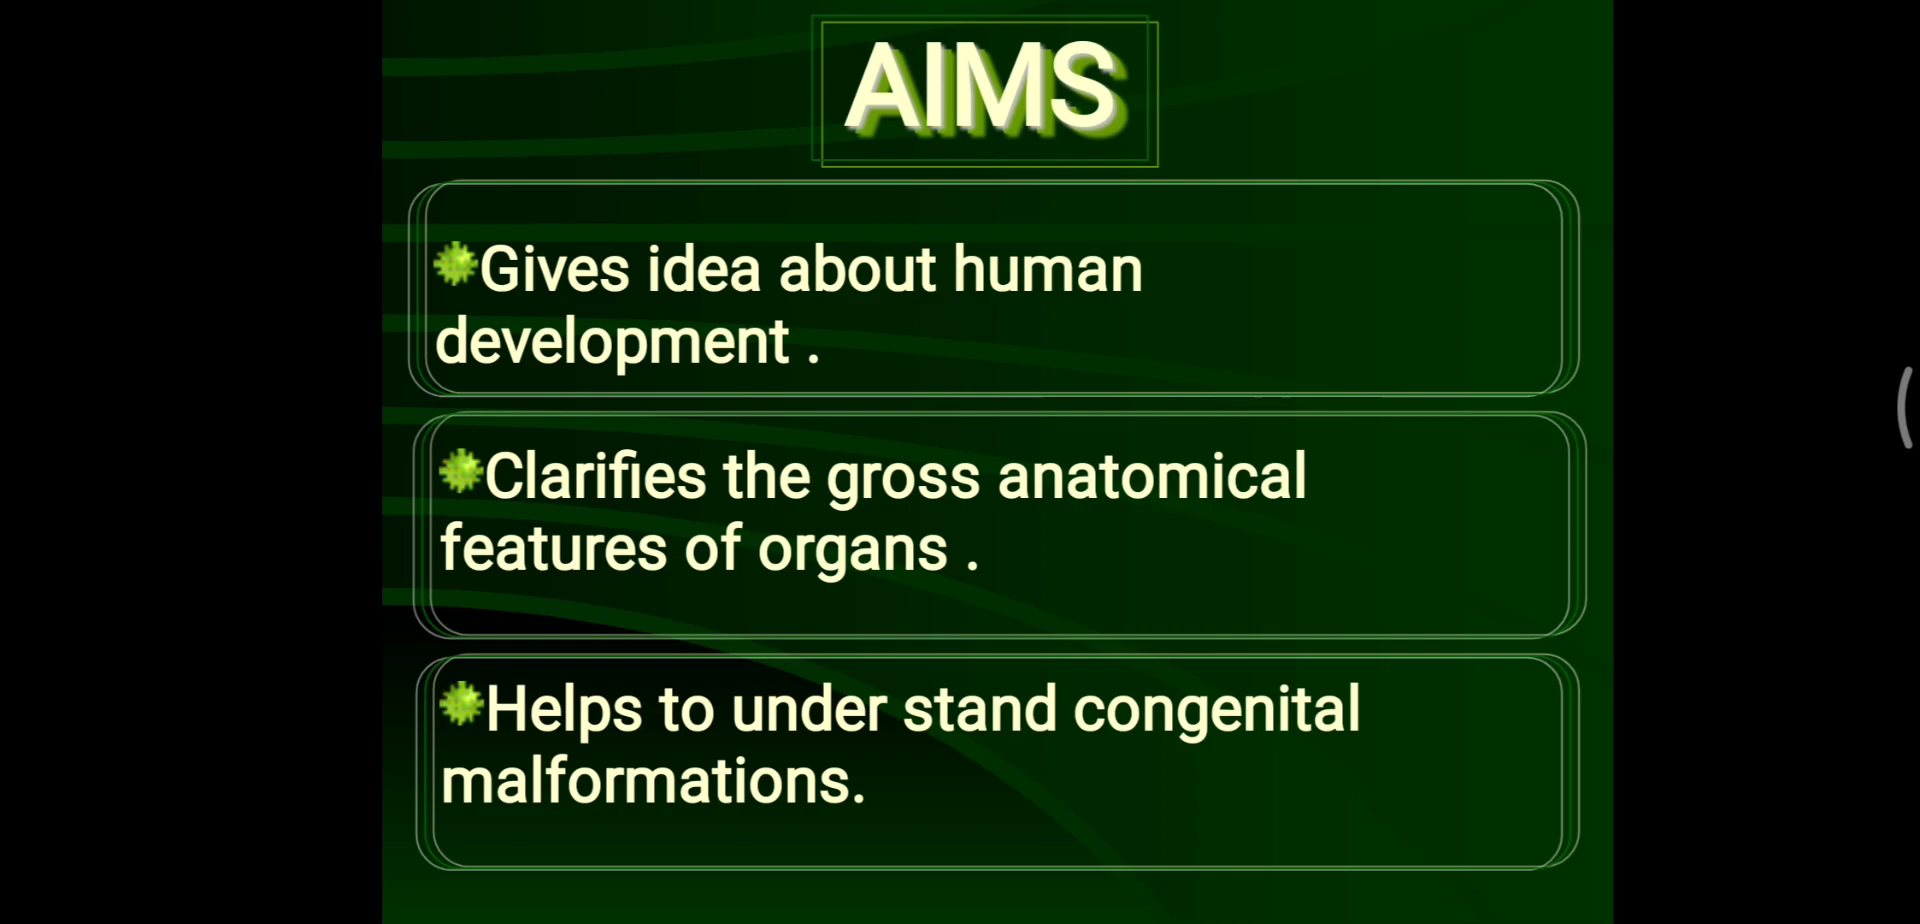 AIMS
Gives idea about human
development .
Clarifies the gross anatomical
features of organs .
Helps to under stand congenital
malformations.